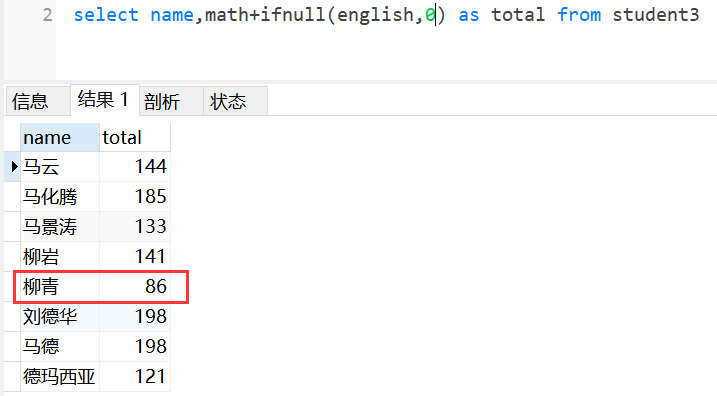 2 select name,math+ifnull(english,0) as total from student3
信息 结果 1 剖析 状态
name total
马云 144
马化腾 185
马景涛 133
柳岩 141
柳青 86
刘德华 198
马德 198
德玛西亚 121